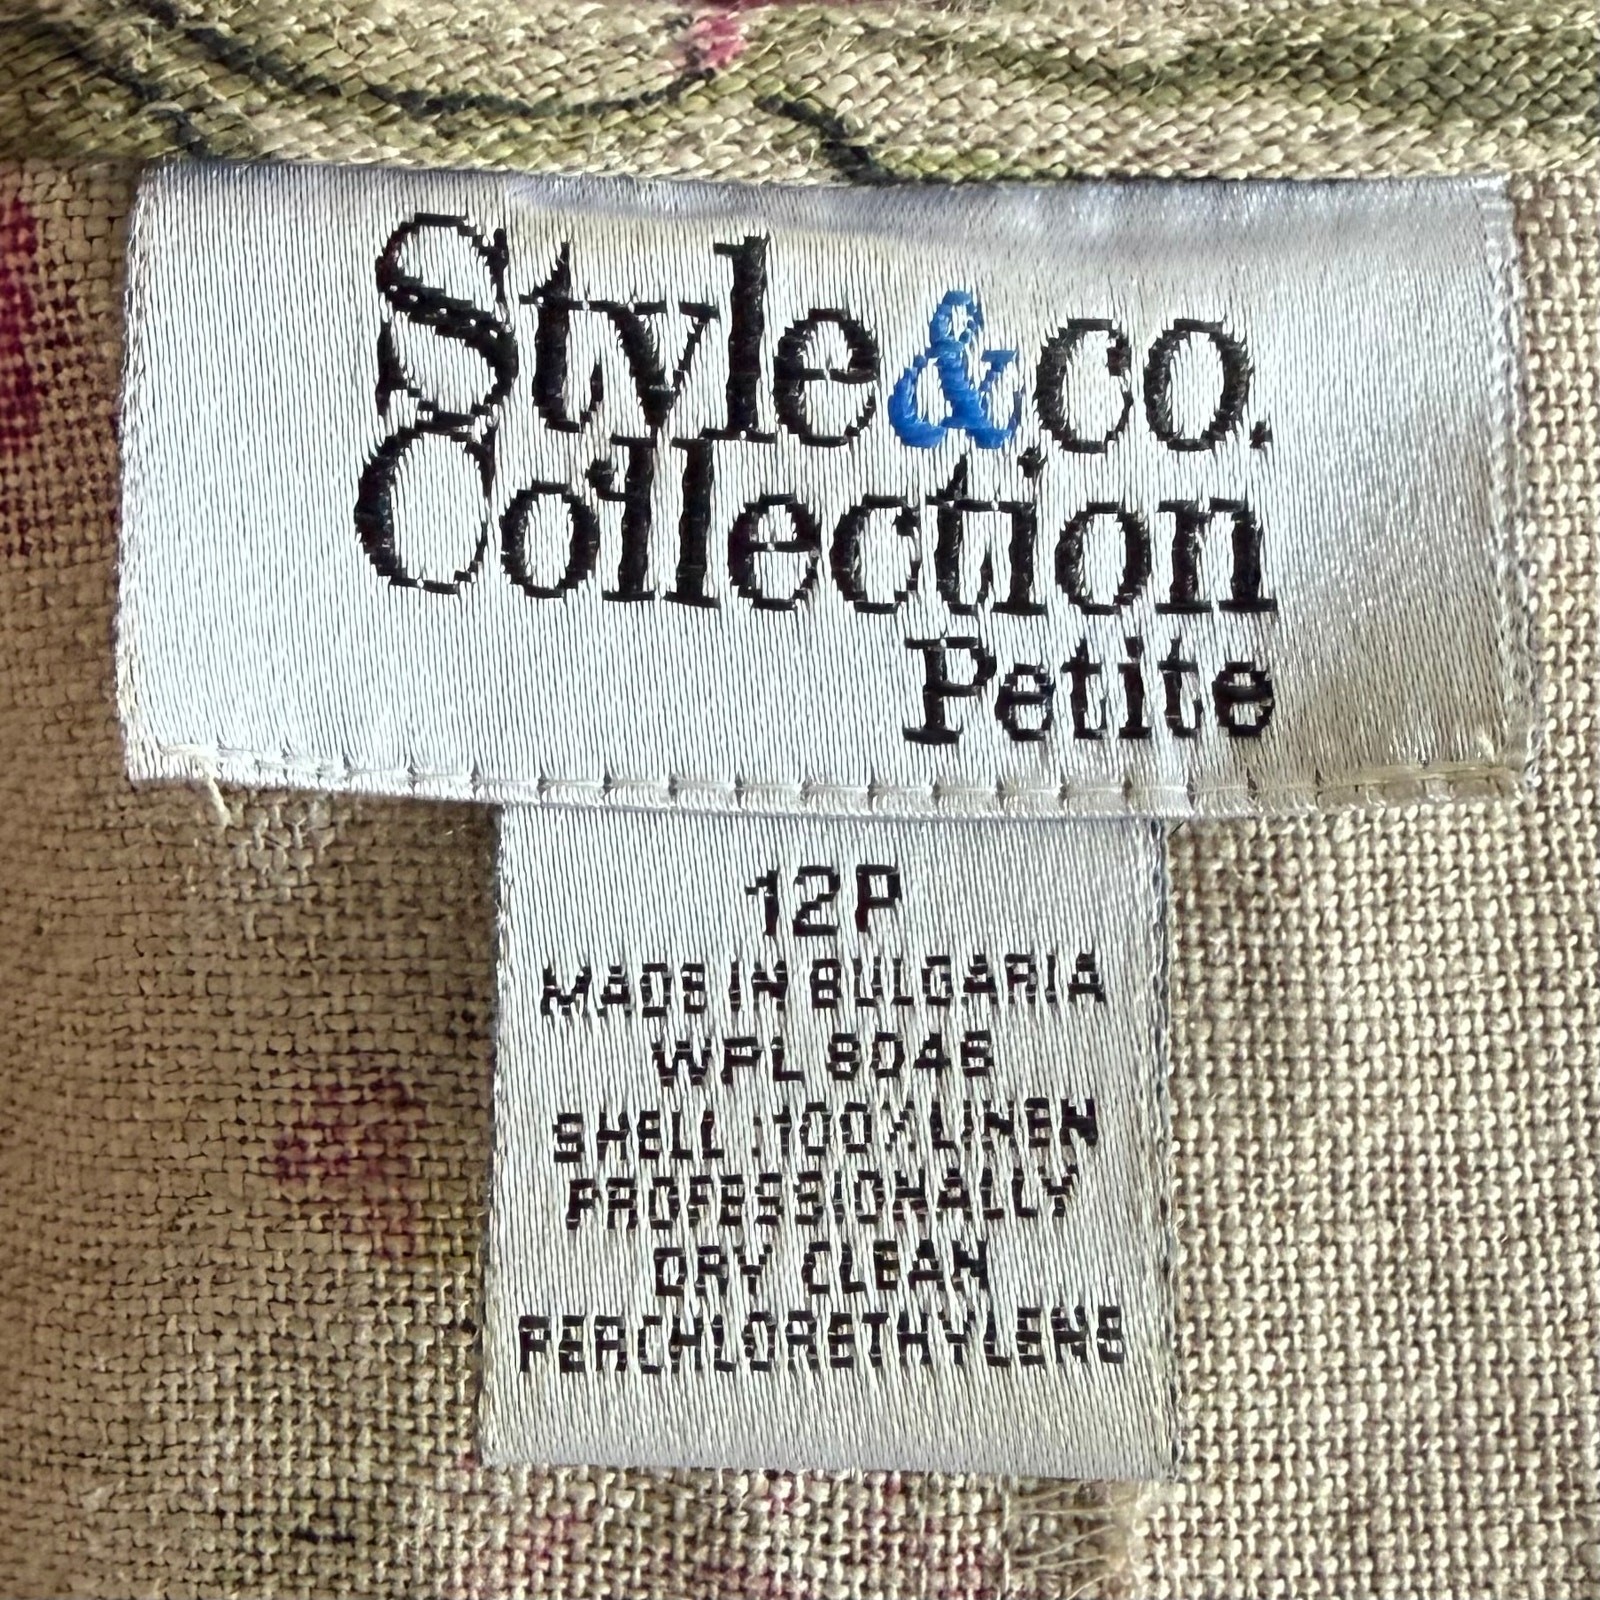 Style&co.
Collection
Petite
12P
MADE IN BULGARIA
WPL 8046
SHELL :100% LINEN
PROFESSIONALLY
DRY CLEAN
PERCHLORETHYLENE